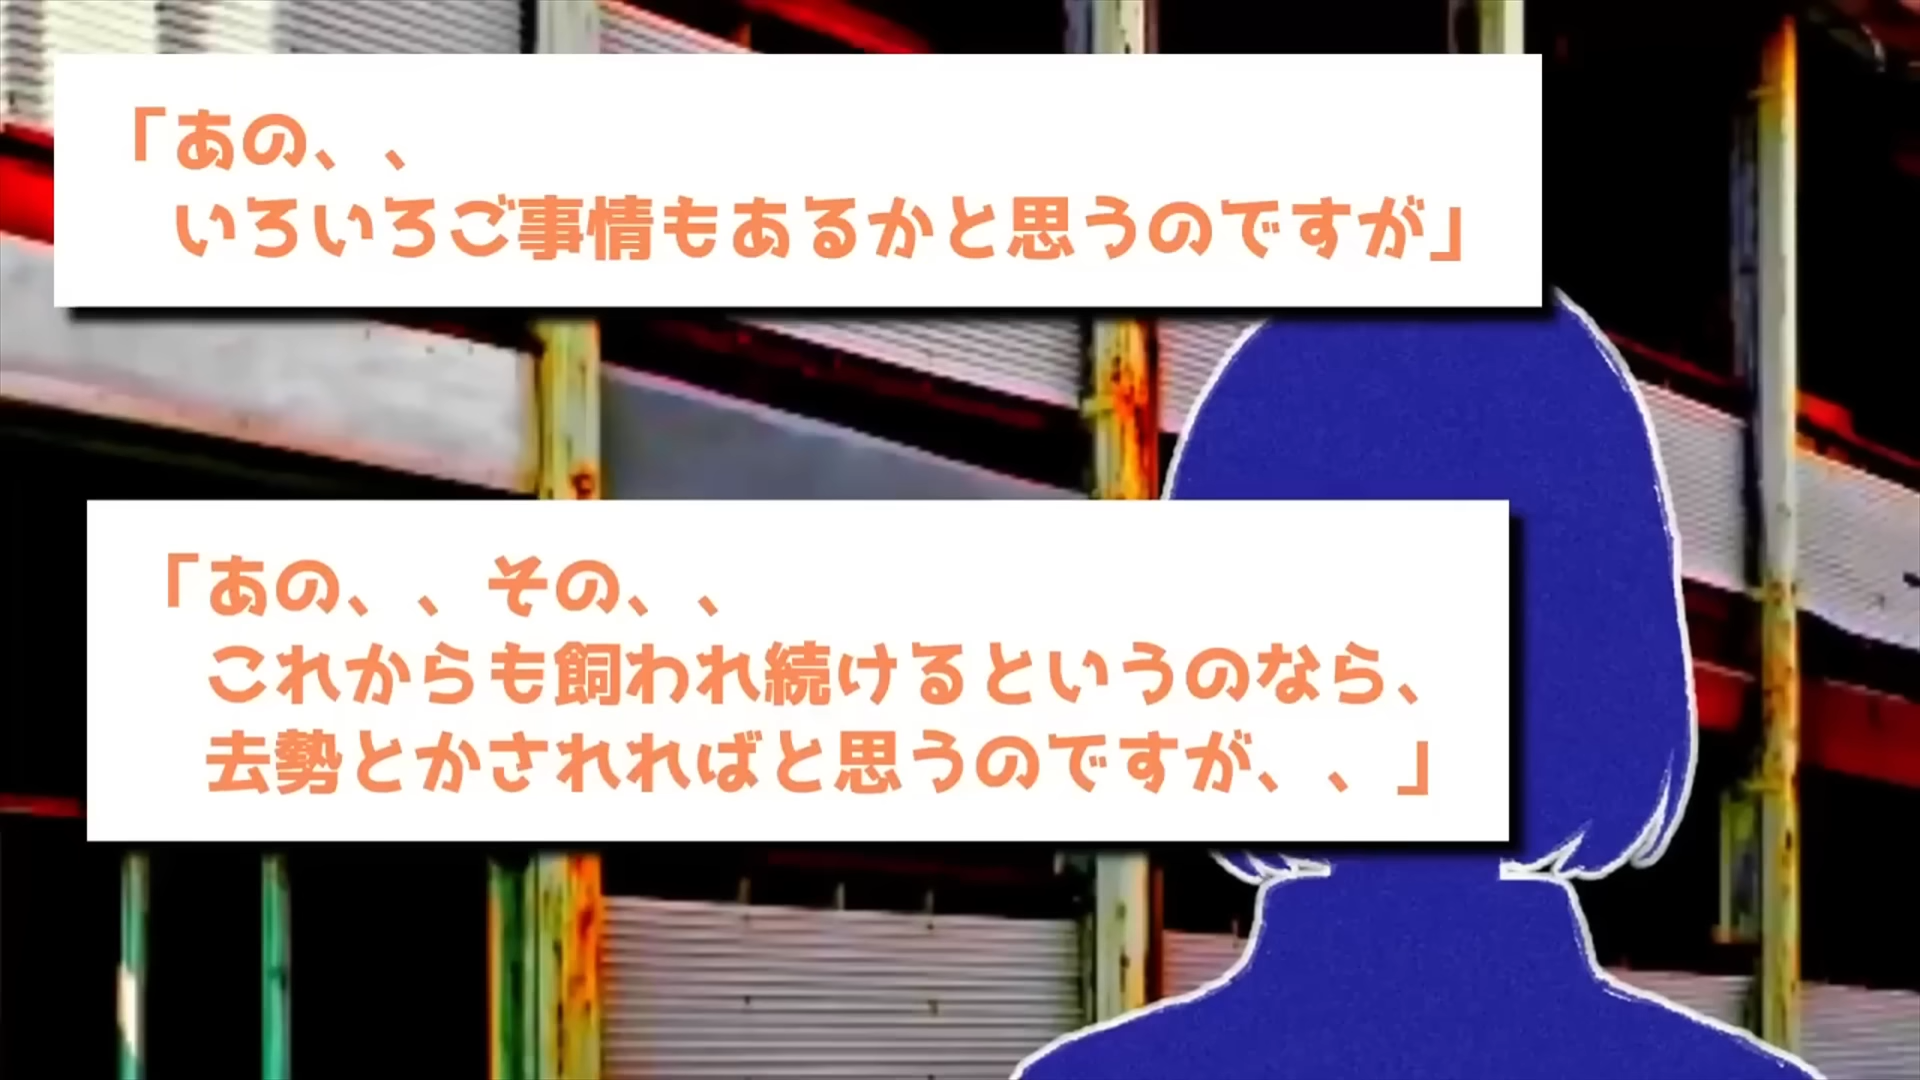 「あの、、
いろいろご事情もあるかと思うのですが」
「あの、、その、、
これからも飼われ続けるというのなら、
去勢とかされればと思うのですが、、」